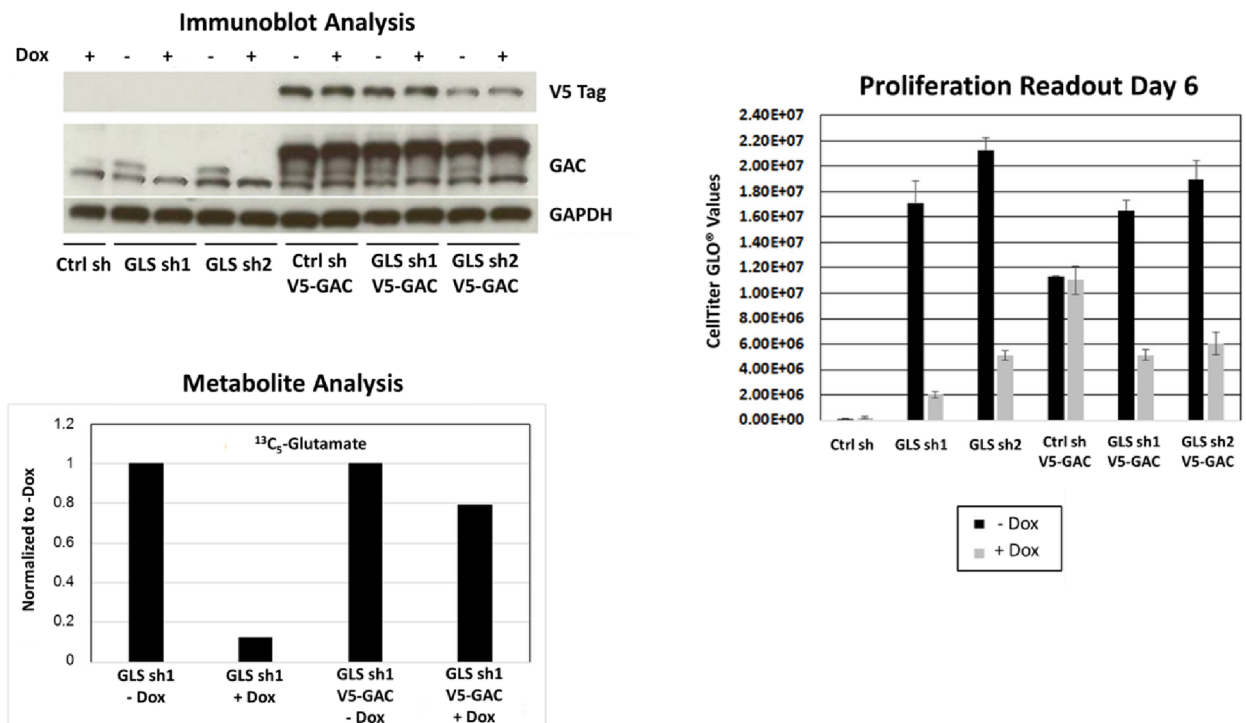 Immunoblot Analysis
Dox + - + - + - + - + - +
V5 Tag
GAC
GAPDH
Ctrl sh GLS sh1 GLS sh2 Ctrl sh GLS sh1 GLS sh2
V5-GAC V5-GAC V5-GAC
Metabolite Analysis
¹³C₅-Glutamate
Normalized to -Dox
1.2
1
0.8
0.6
0.4
0.2
0
GLS sh1 GLS sh1 GLS sh1 GLS sh1
- Dox + Dox V5-GAC V5-GAC
- Dox + Dox
Proliferation Readout Day 6
CellTiter GLO® Values
2.40E+07
2.20E+07
2.00E+07
1.80E+07
1.60E+07
1.40E+07
1.20E+07
1.00E+07
8.00E+06
6.00E+06
4.00E+06
2.00E+06
0.00E+00
Ctrl sh GLS sh1 GLS sh2 Ctrl sh GLS sh1 GLS sh2
V5-GAC V5-GAC V5-GAC
- Dox
+ Dox